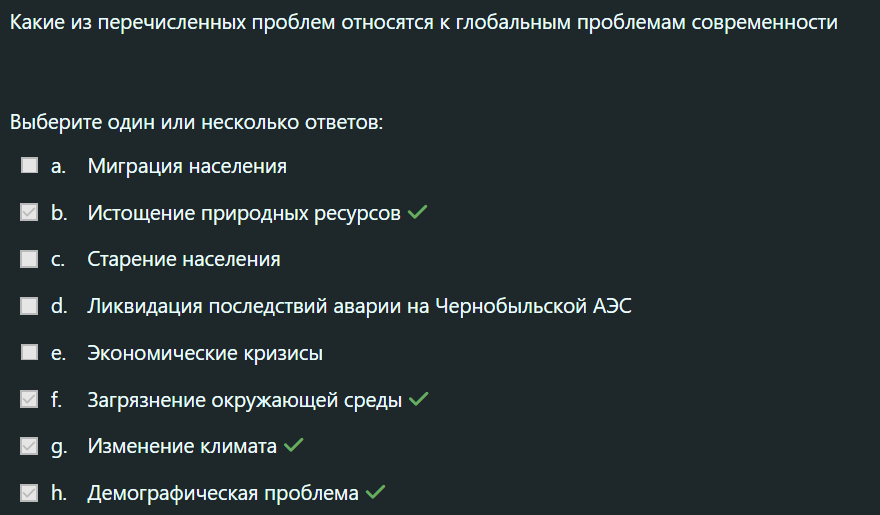 Какие из перечисленных проблем относятся к глобальным проблемам современности
Выберите один или несколько ответов:
a. Миграция населения
b. Истощение природных ресурсов
c. Старение населения
d. Ликвидация последствий аварии на Чернобыльской АЭС
e. Экономические кризисы
f. Загрязнение окружающей среды
g. Изменение климата
h. Демографическая проблема